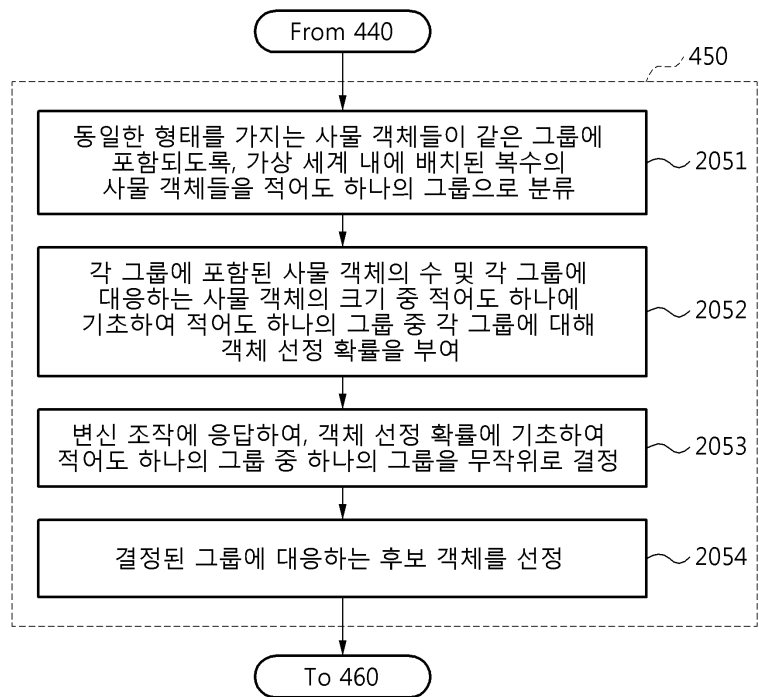 From 440
450
동일한 형태를 가지는 사물 객체들이 같은 그룹에
포함되도록, 가상 세계 내에 배치된 복수의
사물 객체들을 적어도 하나의 그룹으로 분류
2051
각 그룹에 포함된 사물 객체의 수 및 각 그룹에
대응하는 사물 객체의 크기 중 적어도 하나에
기초하여 적어도 하나의 그룹 중 각 그룹에 대해
객체 선정 확률을 부여
2052
변신 조작에 응답하여, 객체 선정 확률에 기초하여
적어도 하나의 그룹 중 하나의 그룹을 무작위로 결정
2053
결정된 그룹에 대응하는 후보 객체를 선정
2054
To 460